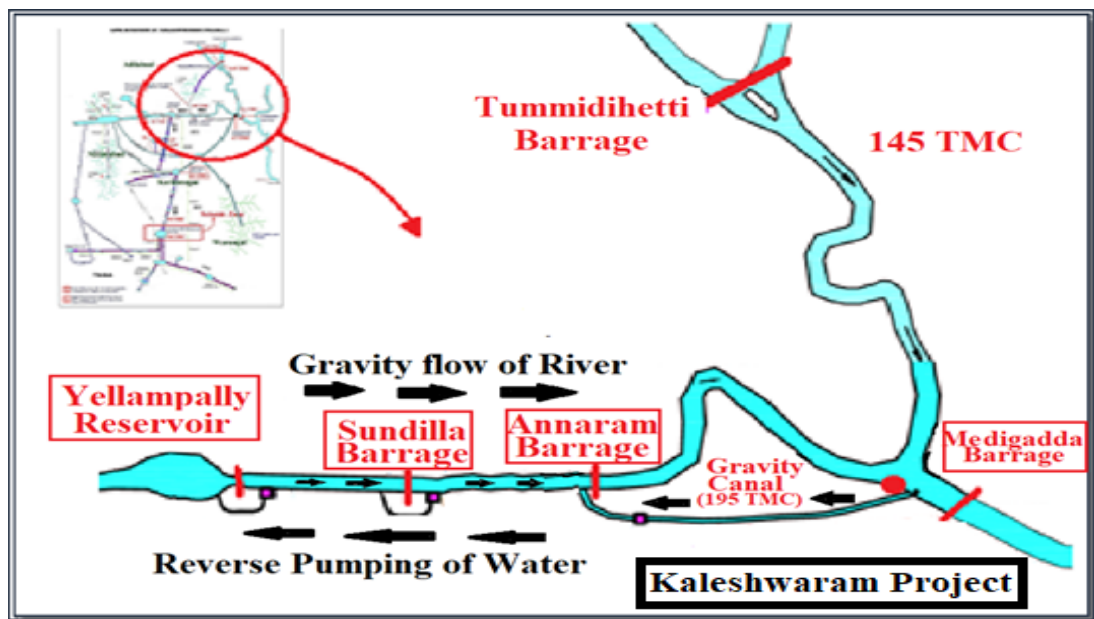 Tummidihetti
Barrage
145 TMC
Gravity flow of River
Yellampally
Reservoir
Sundilla
Barrage
Annaram
Barrage
Medigadda
Barrage
Gravity
Canal
(195 TMC)
Reverse Pumping of Water
Kaleshwaram Project